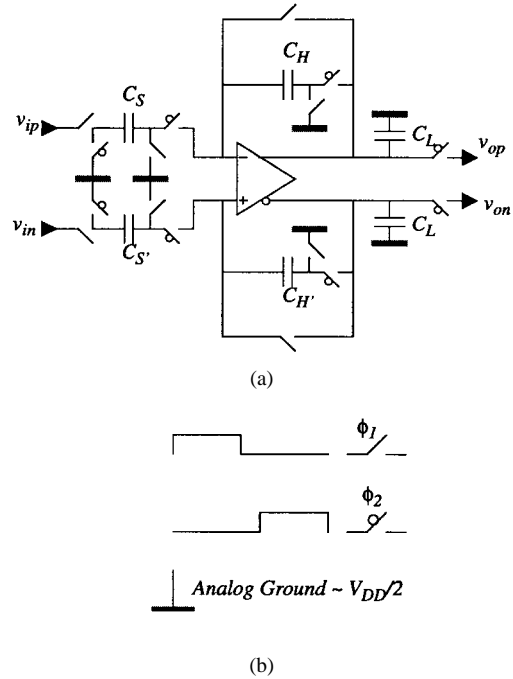 C_H
C_S
v_ip
C_L
v_op
−
+
v_in
C_S'
C_L
v_on
C_H'
(a)
ϕ_1
ϕ_2
Analog Ground ~ V_DD/2
(b)